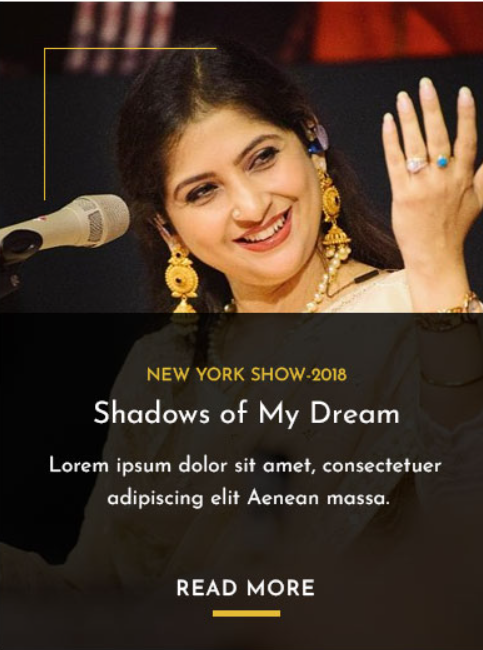 NEW YORK SHOW-2018
Shadows of My Dream
Lorem ipsum dolor sit amet, consectetuer
adipiscing elit Aenean massa.
READ MORE